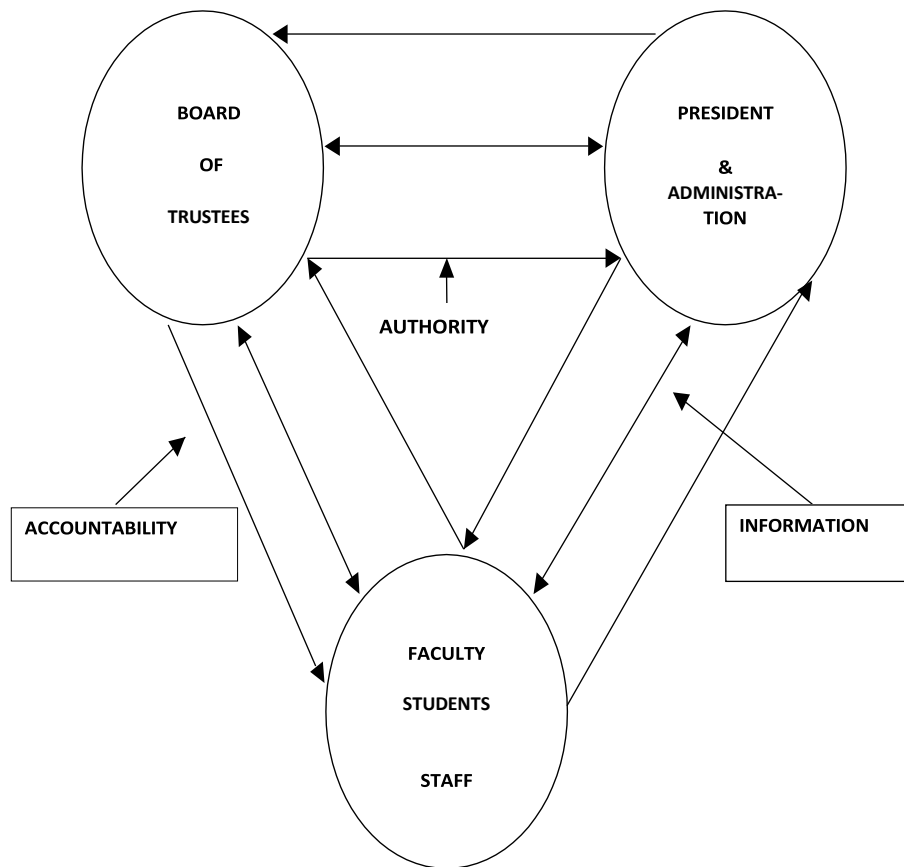 BOARD
OF
TRUSTEES
PRESIDENT
&
ADMINISTRA-
TION
AUTHORITY
ACCOUNTABILITY
INFORMATION
FACULTY
STUDENTS
STAFF